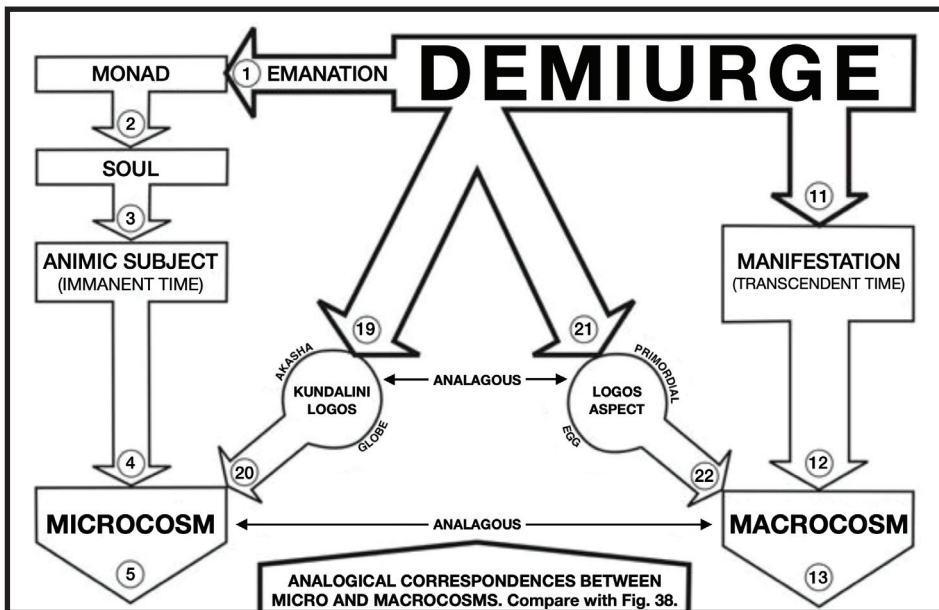 DEMIURGE
MONAD
1
EMANATION
2
SOUL
3
11
ANIMIC SUBJECT
(IMMANENT TIME)
MANIFESTATION
(TRANSCENDENT TIME)
19
21
AKASHA
KUNDALINI
LOGOS
GLOBE
ANALAGOUS
PRIMORDIAL
LOGOS
ASPECT
EGG
4
20
22
12
MICROCOSM
ANALAGOUS
MACROCOSM
5
13
ANALOGICAL CORRESPONDENCES BETWEEN
MICRO AND MACROCOSMS. Compare with Fig. 38.